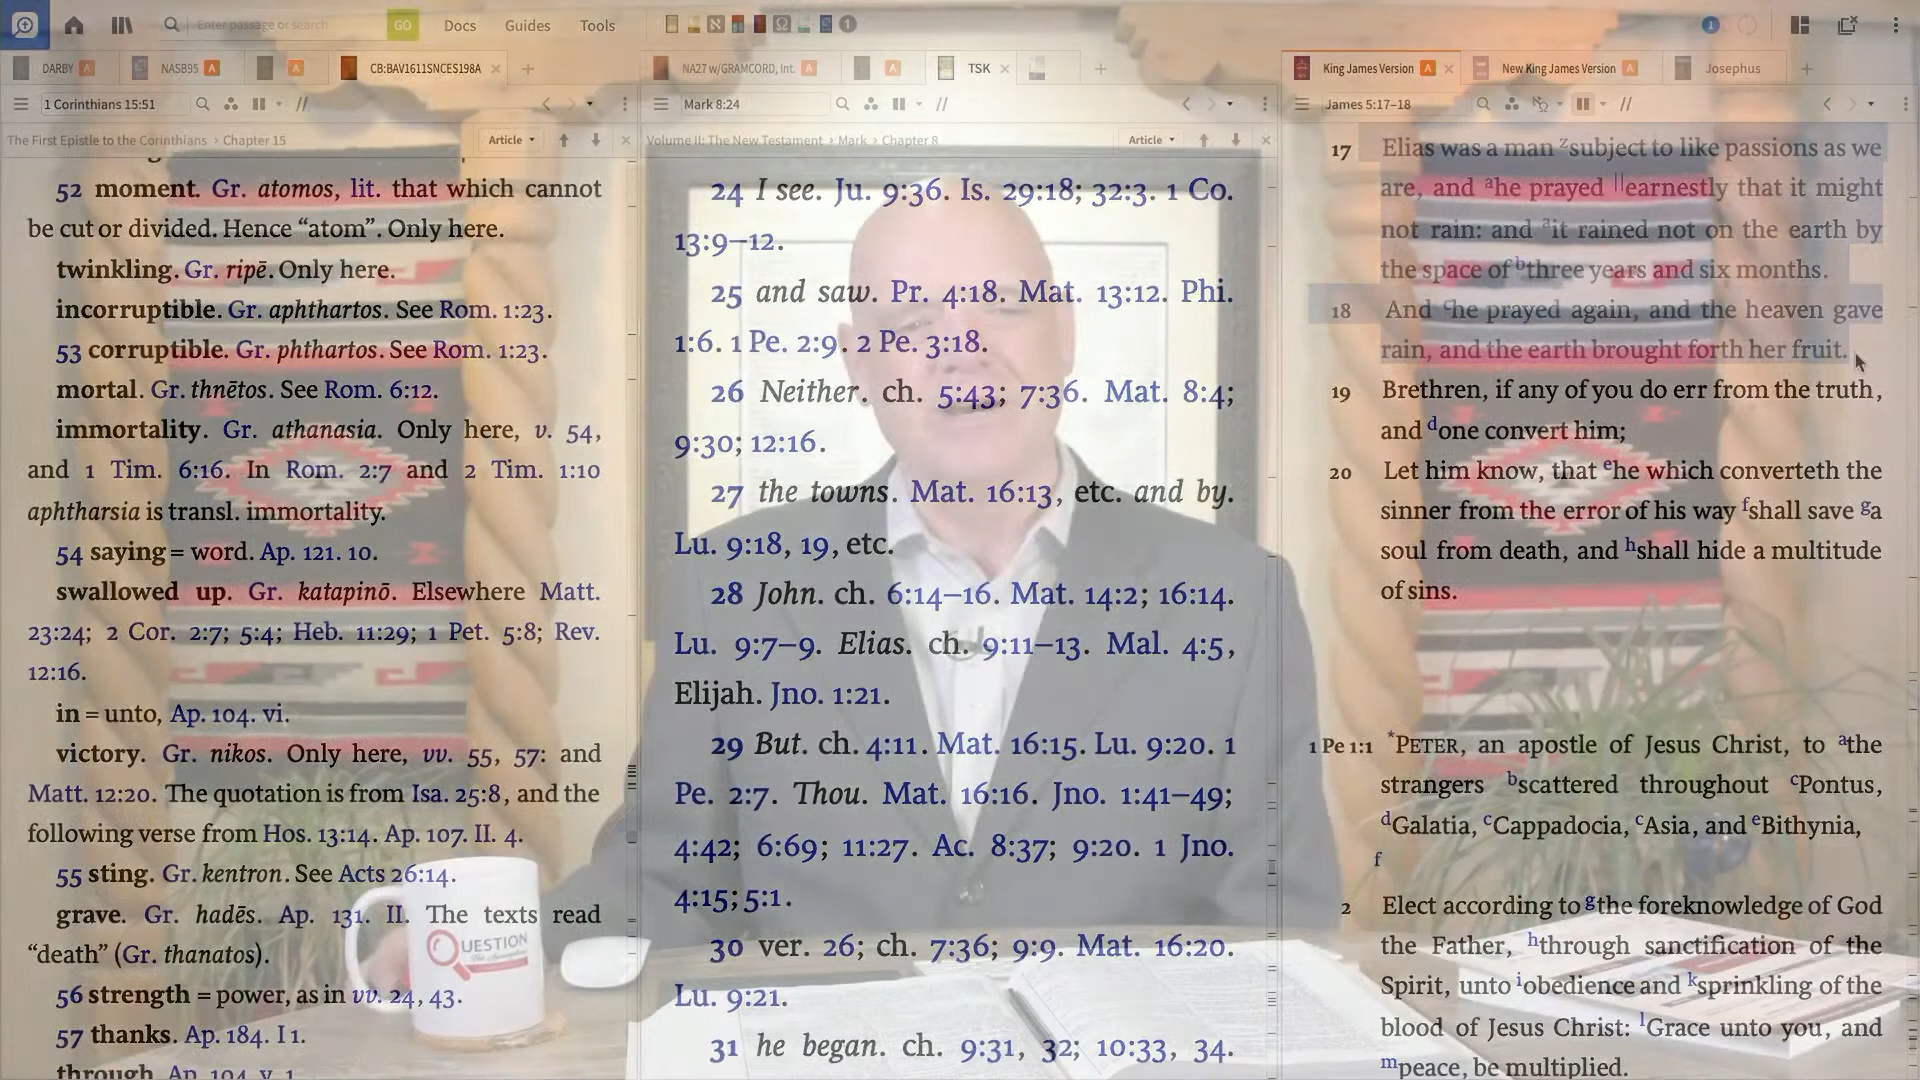 Enter passage or search
GO
Docs
Guides
Tools
1
1
DARBY A
NASB95 A
A
CB:BAV1611SNCES198A
NA27 w/GRAMCORD, Int. A
A
TSK
King James Version A
New King James Version A
Josephus
1 Corinthians 15:51
Mark 8:24
James 5:17–18
The First Epistle to the Corinthians › Chapter 15
Article
Volume II: The New Testament › Mark › Chapter 8
Article
52 moment. Gr. atomos, lit. that which cannot
be cut or divided. Hence “atom”. Only here.
twinkling. Gr. ripē. Only here.
incorruptible. Gr. aphthartos. See Rom. 1:23.
53 corruptible. Gr. phthartos. See Rom. 1:23.
mortal. Gr. thnētos. See Rom. 6:12.
immortality. Gr. athanasia. Only here, v. 54,
and 1 Tim. 6:16. In Rom. 2:7 and 2 Tim. 1:10
aphtharsia is transl. immortality.
54 saying = word. Ap. 121. 10.
swallowed up. Gr. katapinō. Elsewhere Matt.
23:24; 2 Cor. 2:7; 5:4; Heb. 11:29; 1 Pet. 5:8; Rev.
12:16.
in = unto, Ap. 104. vi.
victory. Gr. nikos. Only here, vv. 55, 57: and
Matt. 12:20. The quotation is from Isa. 25:8, and the
following verse from Hos. 13:14. Ap. 107. II. 4.
55 sting. Gr. kentron. See Acts 26:14.
grave. Gr. hadēs. Ap. 131. II. The texts read
“death” (Gr. thanatos).
56 strength = power, as in vv. 24, 43.
57 thanks. Ap. 184. I 1.
through. Ap. 104. v. 1.
UESTION
24 I see. Ju. 9:36. Is. 29:18; 32:3. 1 Co.
13:9–12.
25 and saw. Pr. 4:18. Mat. 13:12. Phi.
1:6. 1 Pe. 2:9. 2 Pe. 3:18.
26 Neither. ch. 5:43; 7:36. Mat. 8:4;
9:30; 12:16.
27 the towns. Mat. 16:13, etc. and by.
Lu. 9:18, 19, etc.
28 John. ch. 6:14–16. Mat. 14:2; 16:14.
Lu. 9:7–9. Elias. ch. 9:11–13. Mal. 4:5,
Elijah. Jno. 1:21.
29 But. ch. 4:11. Mat. 16:15. Lu. 9:20. 1
Pe. 2:7. Thou. Mat. 16:16. Jno. 1:41–49;
4:42; 6:69; 11:27. Ac. 8:37; 9:20. 1 Jno.
4:15; 5:1.
30 ver. 26; ch. 7:36; 9:9. Mat. 16:20.
Lu. 9:21.
31 he began. ch. 9:31, 32; 10:33, 34.
17 Elias was a man zsubject to like passions as we
are, and ahe prayed ||earnestly that it might
not rain: and ait rained not on the earth by
the space of bthree years and six months.
18 And che prayed again, and the heaven gave
rain, and the earth brought forth her fruit.
19 Brethren, if any of you do err from the truth,
and done convert him;
20 Let him know, that ehe which converteth the
sinner from the error of his way fshall save ga
soul from death, and hshall hide a multitude
of sins.
1 Pe 1:1 *PETER, an apostle of Jesus Christ, to athe
strangers bscattered throughout cPontus,
dGalatia, cCappadocia, cAsia, and eBithynia,
f
2 Elect according to gthe foreknowledge of God
the Father, hthrough sanctification of the
Spirit, unto iobedience and ksprinkling of the
blood of Jesus Christ: lGrace unto you, and
mpeace, be multiplied.